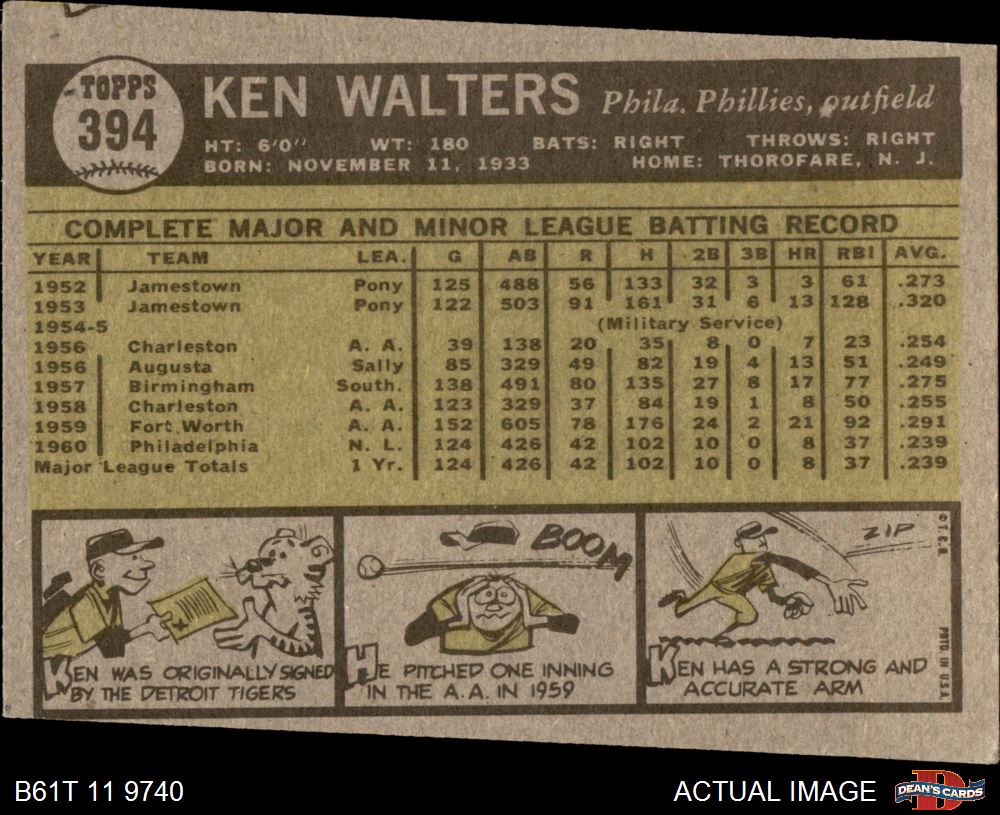 TOPPS
394
KEN WALTERS Phila. Phillies, outfield
HT: 6'0" WT: 180 BATS: RIGHT THROWS: RIGHT
BORN: NOVEMBER 11, 1933 HOME: THOROFARE, N. J.
COMPLETE MAJOR AND MINOR LEAGUE BATTING RECORD
YEAR TEAM LEA. G AB R H 2B 3B HR RBI AVG.
1952 Jamestown Pony 125 488 56 133 32 3 3 61 .273
1953 Jamestown Pony 122 503 91 161 31 6 13 128 .320
1954-5 (Military Service)
1956 Charleston A. A. 39 138 20 35 8 0 7 23 .254
1956 Augusta Sally 85 329 49 82 19 4 13 51 .249
1957 Birmingham South. 138 491 80 135 27 8 17 77 .275
1958 Charleston A. A. 123 329 37 84 19 1 8 50 .255
1959 Fort Worth A. A. 152 605 78 176 24 2 21 92 .291
1960 Philadelphia N. L. 124 426 42 102 10 0 8 37 .239
Major League Totals 1 Yr. 124 426 42 102 10 0 8 37 .239
KEN WAS ORIGINALLY SIGNED
BY THE DETROIT TIGERS
BOOM
HE PITCHED ONE INNING
IN THE A.A. IN 1959
ZIP
KEN HAS A STRONG AND
ACCURATE ARM
© T.C.G.
PRTD. IN U.S.A.
B61T 11 9740
ACTUAL IMAGE
DEAN'S CARDS